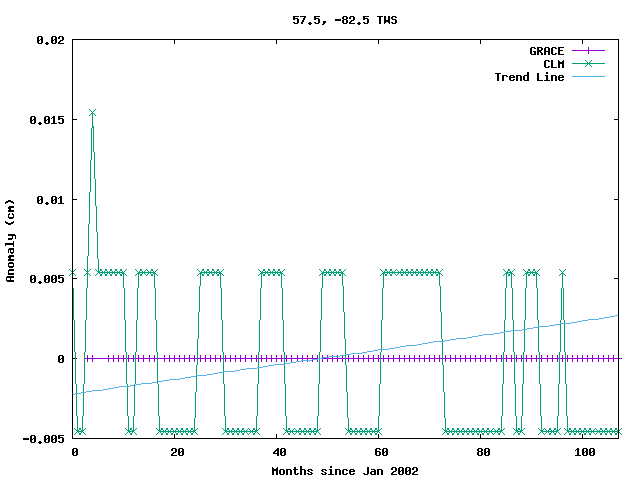 57.5, -82.5 TWS
0.02
GRACE
CLM
Trend Line
0.015
0.01
0.005
0
-0.005
Anomaly (cm)
0 20 40 60 80 100
Months since Jan 2002